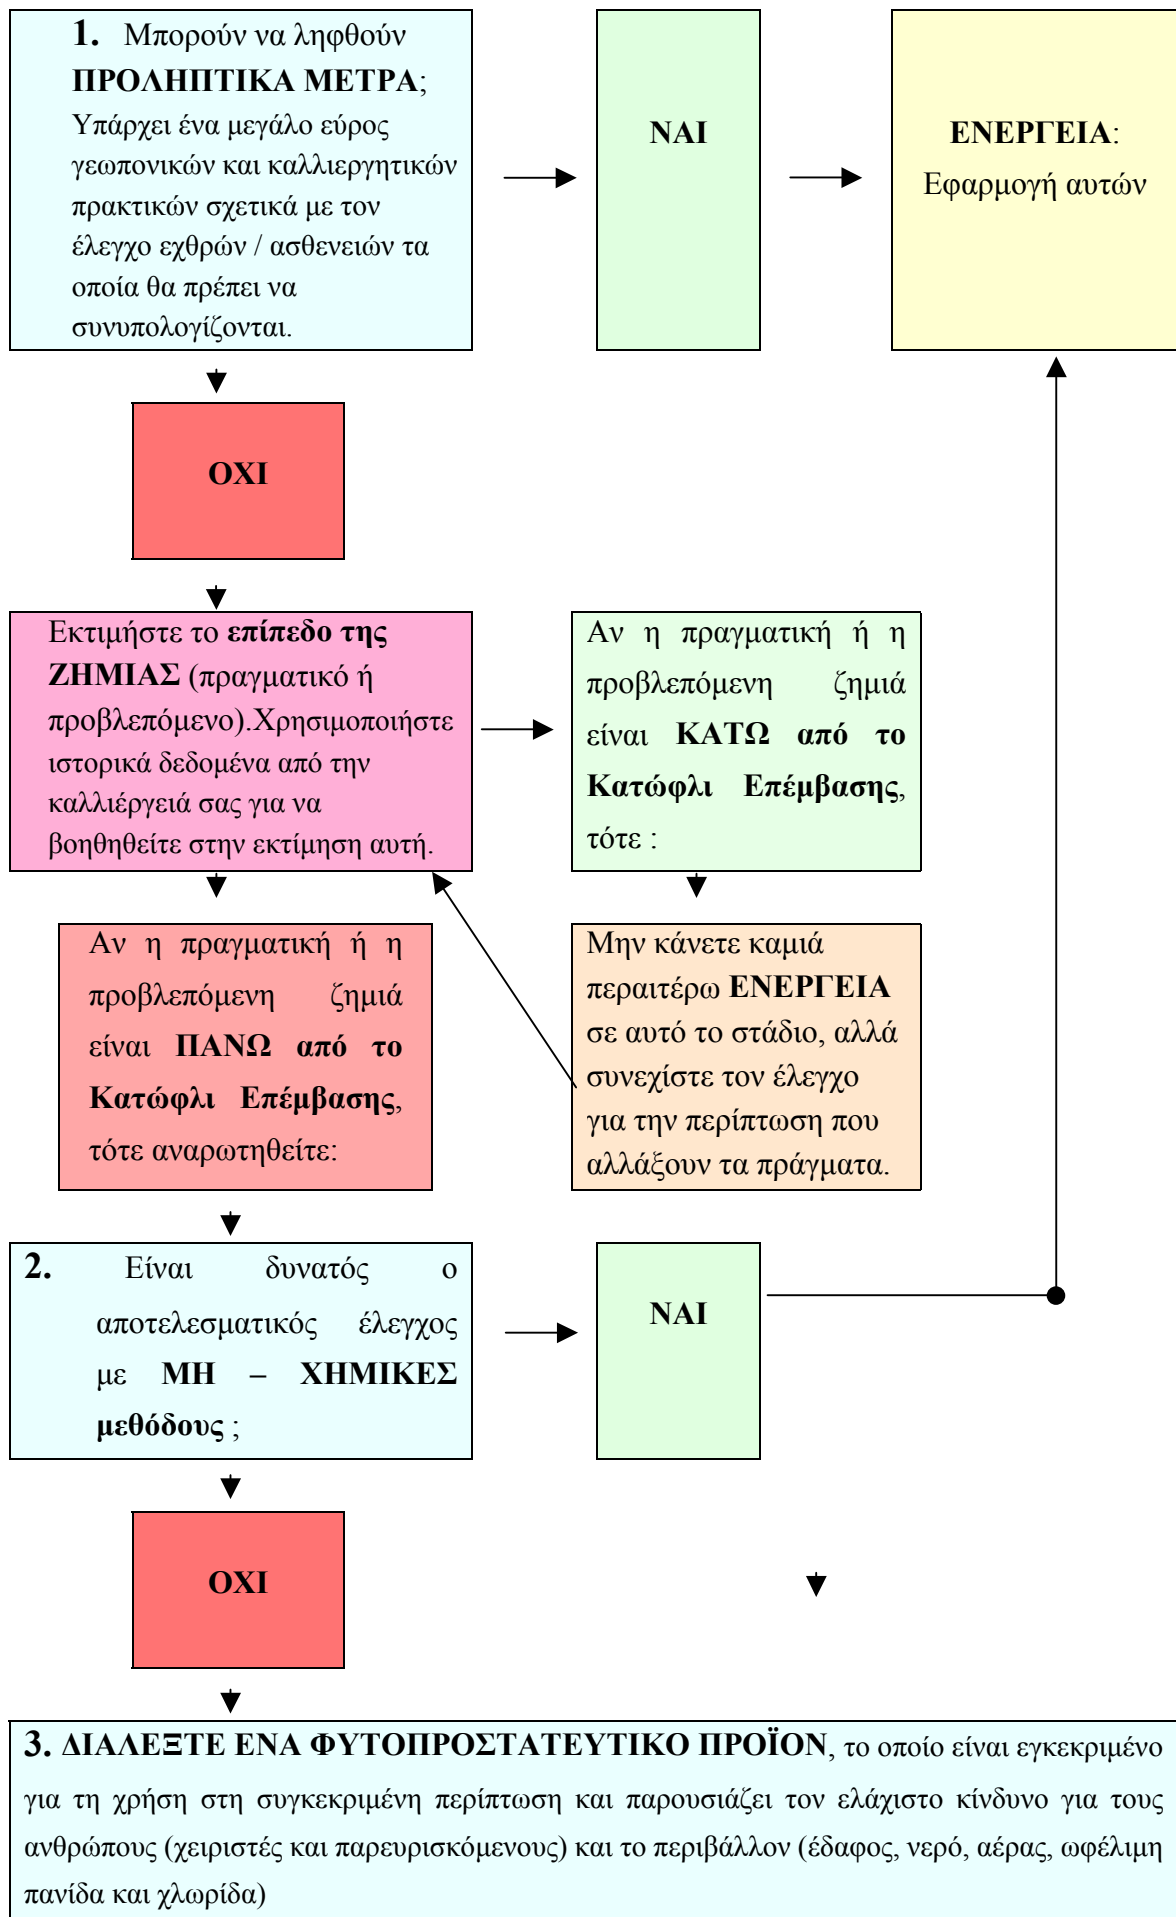 1. Μπορούν να ληφθούν
ΠΡΟΛΗΠΤΙΚΑ ΜΕΤΡΑ;
Υπάρχει ένα μεγάλο εύρος
γεωπονικών και καλλιεργητικών
πρακτικών σχετικά με τον
έλεγχο εχθρών / ασθενειών τα
οποία θα πρέπει να
συνυπολογίζονται.
ΝΑΙ
ΕΝΕΡΓΕΙΑ:
Εφαρμογή αυτών
ΟΧΙ
Εκτιμήστε το επίπεδο της
ΖΗΜΙΑΣ (πραγματικό ή
προβλεπόμενο).Χρησιμοποιήστε
ιστορικά δεδομένα από την
καλλιέργειά σας για να
βοηθηθείτε στην εκτίμηση αυτή.
Αν η πραγματική ή η
προβλεπόμενη ζημιά
είναι ΚΑΤΩ από το
Κατώφλι Επέμβασης,
τότε :
Αν η πραγματική ή η
προβλεπόμενη ζημιά
είναι ΠΑΝΩ από το
Κατώφλι Επέμβασης,
τότε αναρωτηθείτε:
Μην κάνετε καμιά
περαιτέρω ΕΝΕΡΓΕΙΑ
σε αυτό το στάδιο, αλλά
συνεχίστε τον έλεγχο
για την περίπτωση που
αλλάξουν τα πράγματα.
2. Είναι δυνατός ο
αποτελεσματικός έλεγχος
με ΜΗ – ΧΗΜΙΚΕΣ
μεθόδους ;
ΝΑΙ
ΟΧΙ
3. ΔΙΑΛΕΞΤΕ ΕΝΑ ΦΥΤΟΠΡΟΣΤΑΤΕΥΤΙΚΟ ΠΡΟΪΟΝ, το οποίο είναι εγκεκριμένο
για τη χρήση στη συγκεκριμένη περίπτωση και παρουσιάζει τον ελάχιστο κίνδυνο για τους
ανθρώπους (χειριστές και παρευρισκόμενους) και το περιβάλλον (έδαφος, νερό, αέρας, ωφέλιμη
πανίδα και χλωρίδα)